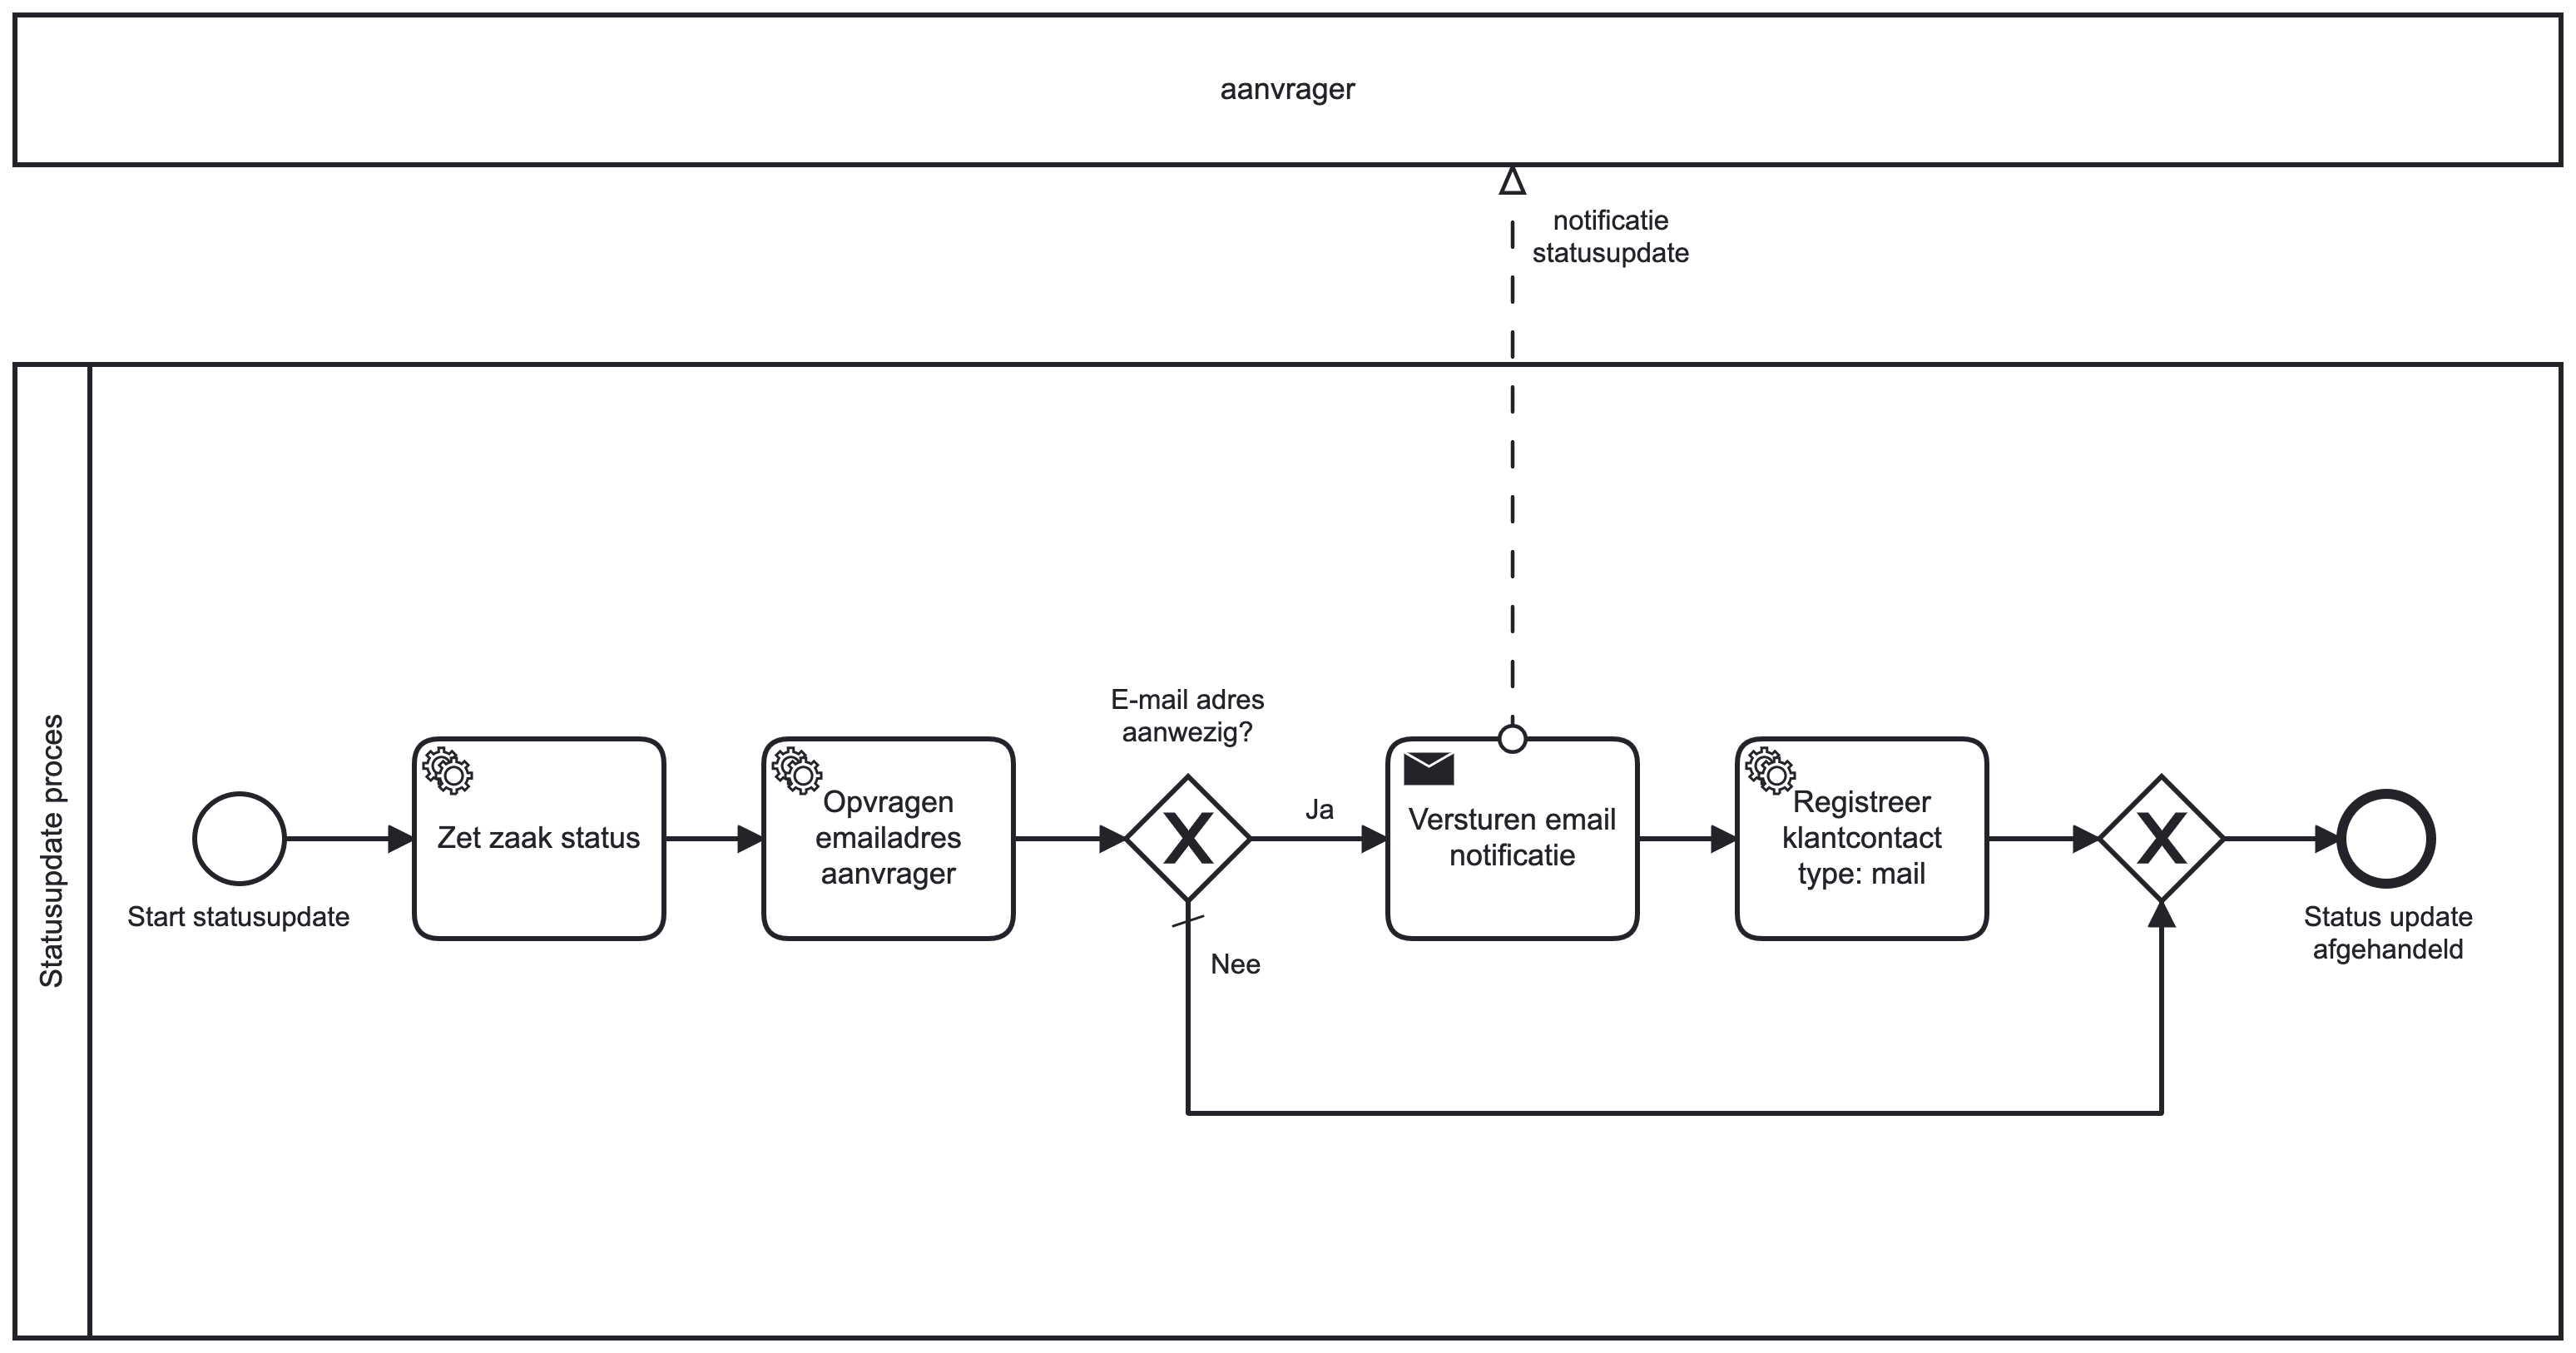 aanvrager
notificatie
statusupdate
Statusupdate proces
Start statusupdate
Zet zaak status
Opvragen
emailadres
aanvrager
E-mail adres
aanwezig?
Ja
Nee
Versturen email
notificatie
Registreer
klantcontact
type: mail
Status update
afgehandeld